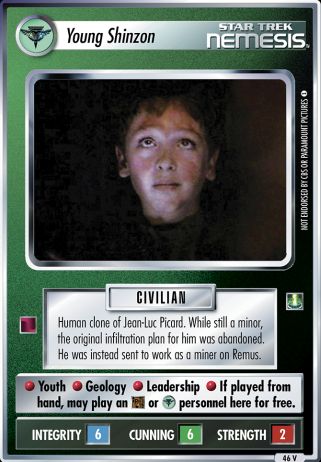 Young Shinzon
STAR TREK
NEMESIS™
NOT ENDORSED BY CBS OR PARAMOUNT PICTURES
CIVILIAN
Human clone of Jean-Luc Picard. While still a minor,
the original infiltration plan for him was abandoned.
He was instead sent to work as a miner on Remus.
Youth Geology Leadership If played from
hand, may play an or personnel here for free.
INTEGRITY 6 CUNNING 6 STRENGTH 2
46 V